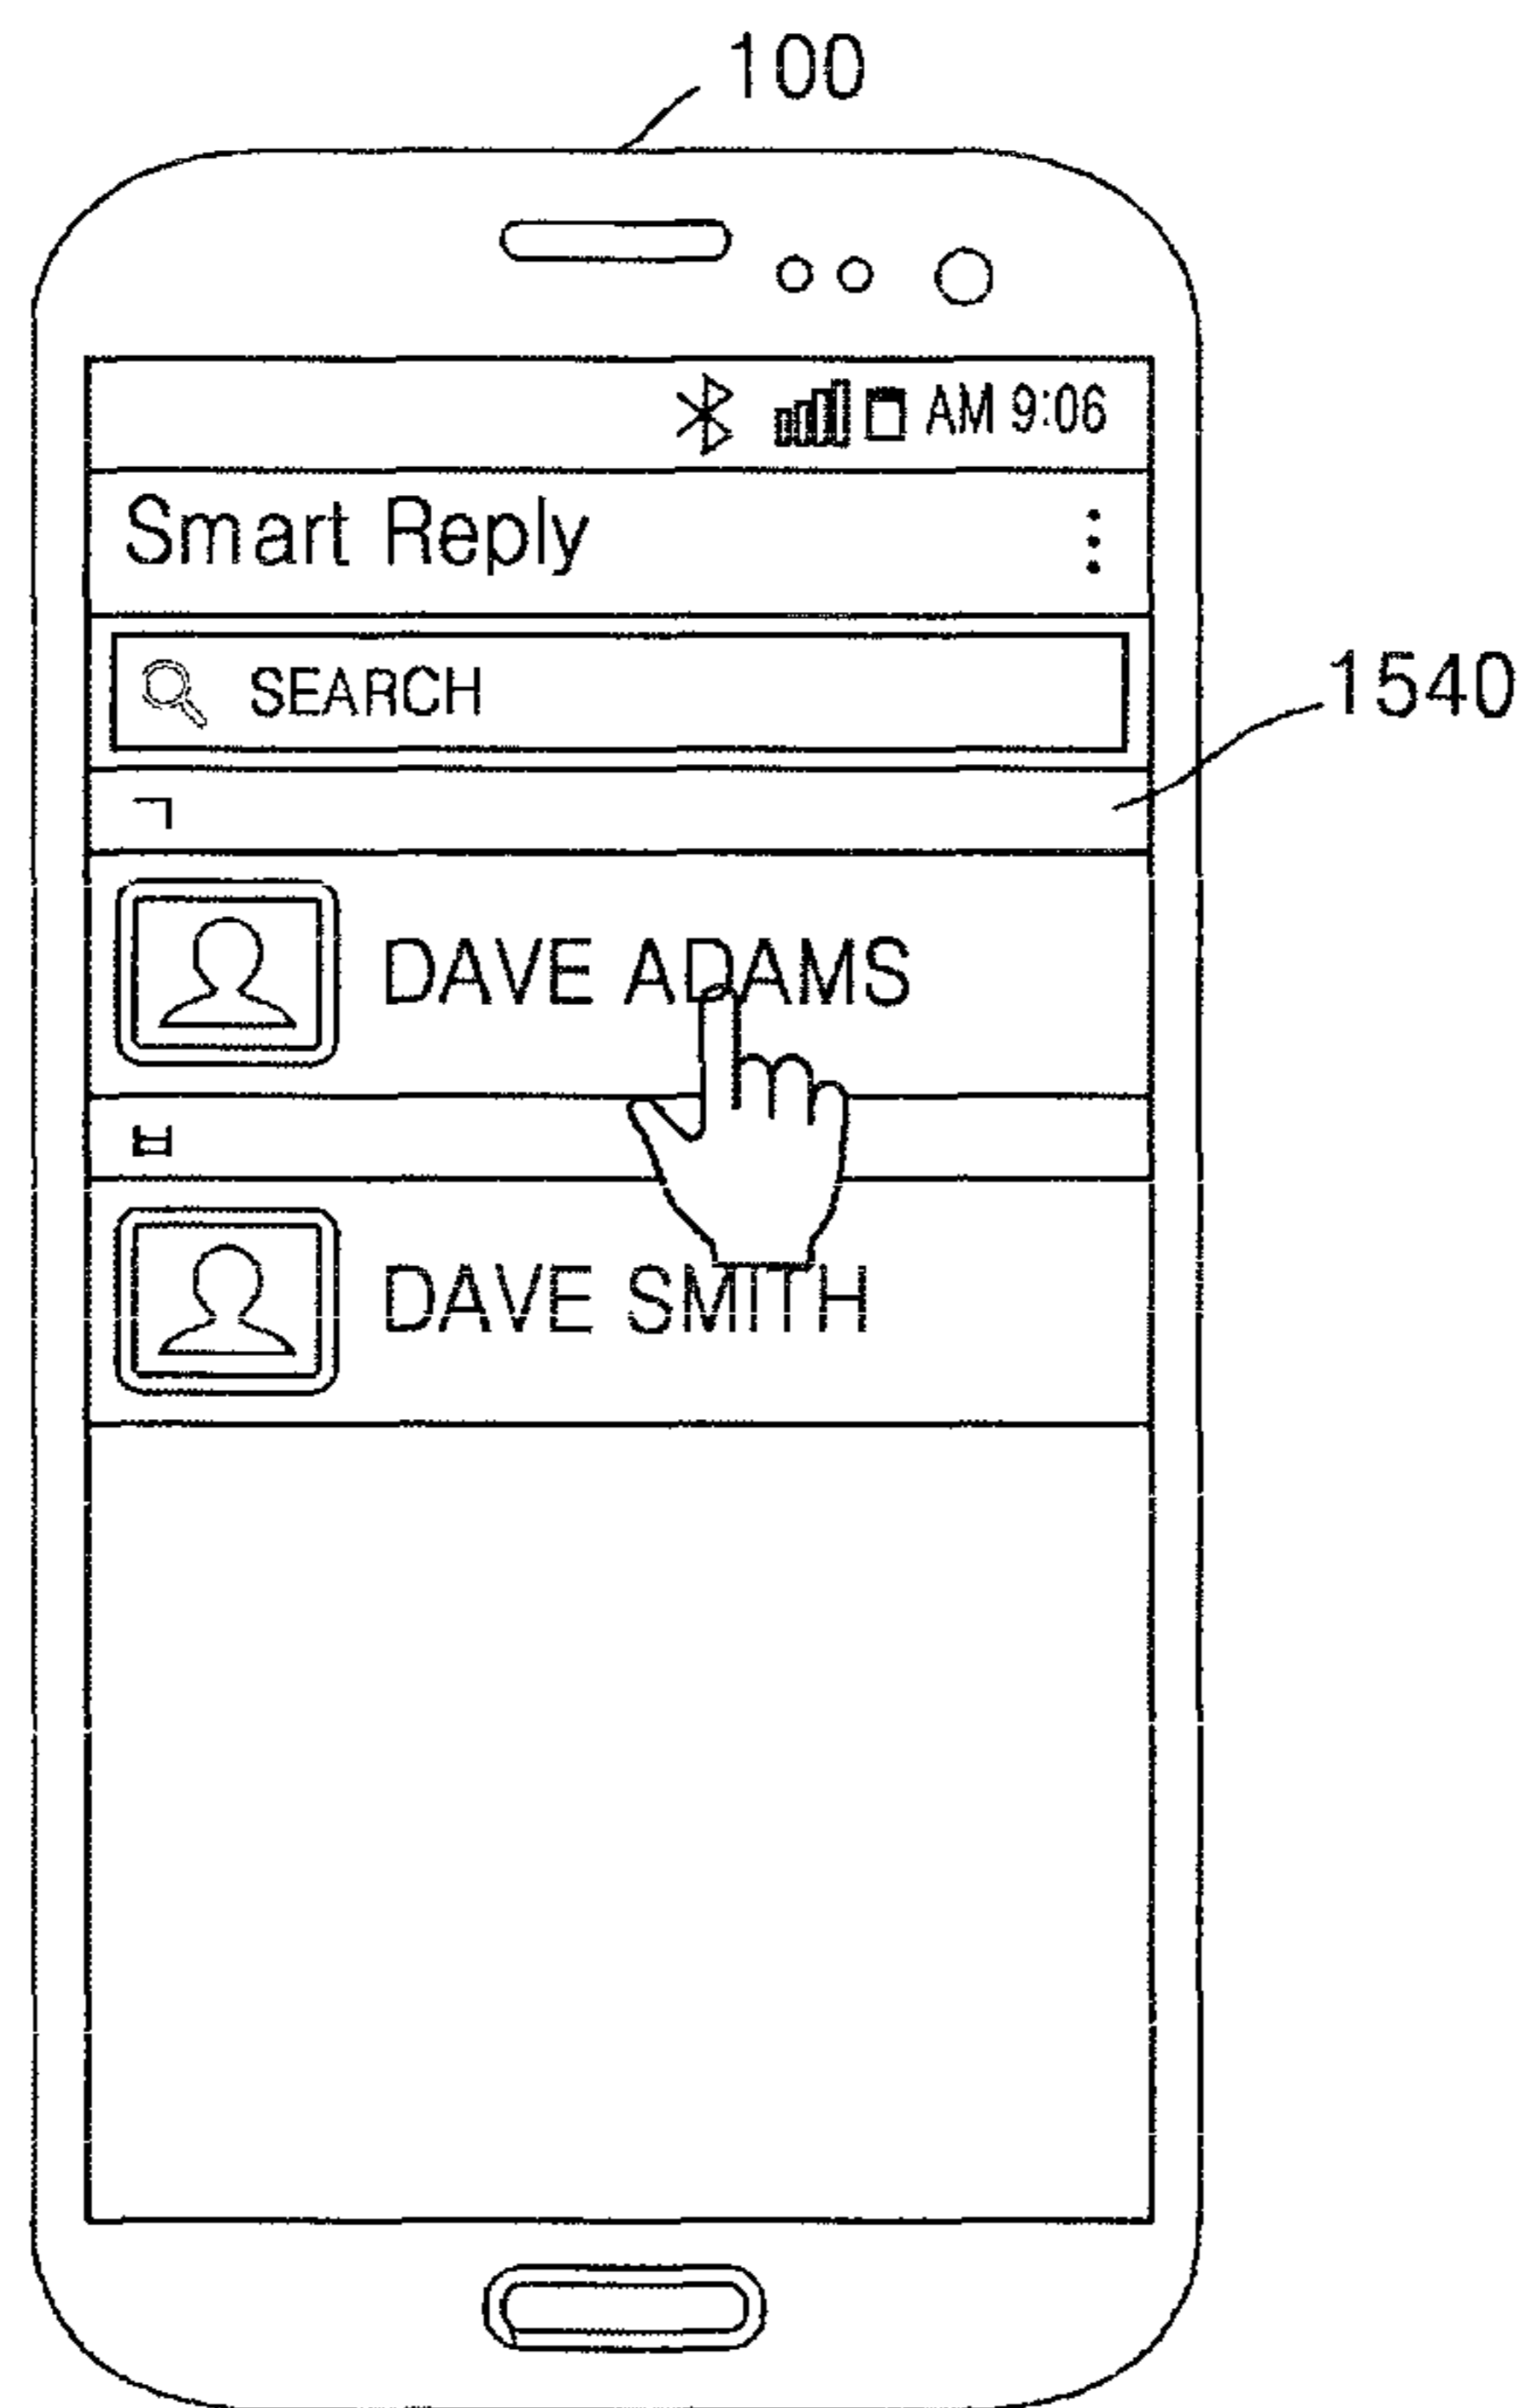 100
AM 9:06
Smart Reply
SEARCH
1540
ㄱ
DAVE ADAMS
ㅂ
DAVE SMITH